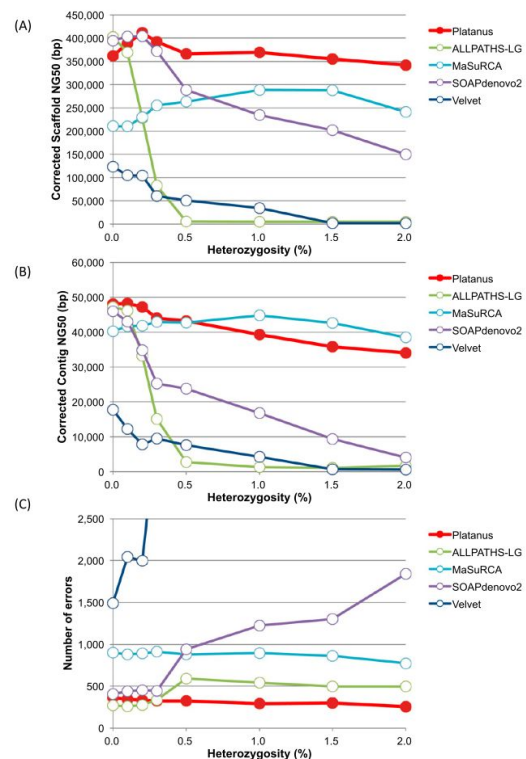 (A)
Corrected Scaffold NG50 (bp)
450,000
400,000
350,000
300,000
250,000
200,000
150,000
100,000
50,000
0
0.0 0.5 1.0 1.5 2.0
Heterozygosity (%)
Platanus
ALLPATHS-LG
MaSuRCA
SOAPdenovo2
Velvet
(B)
Corrected Contig NG50 (bp)
60,000
50,000
40,000
30,000
20,000
10,000
0
0.0 0.5 1.0 1.5 2.0
Heterozygosity (%)
Platanus
ALLPATHS-LG
MaSuRCA
SOAPdenovo2
Velvet
(C)
Number of errors
2,500
2,000
1,500
1,000
500
0
0.0 0.5 1.0 1.5 2.0
Heterozygosity (%)
Platanus
ALLPATHS-LG
MaSuRCA
SOAPdenovo2
Velvet